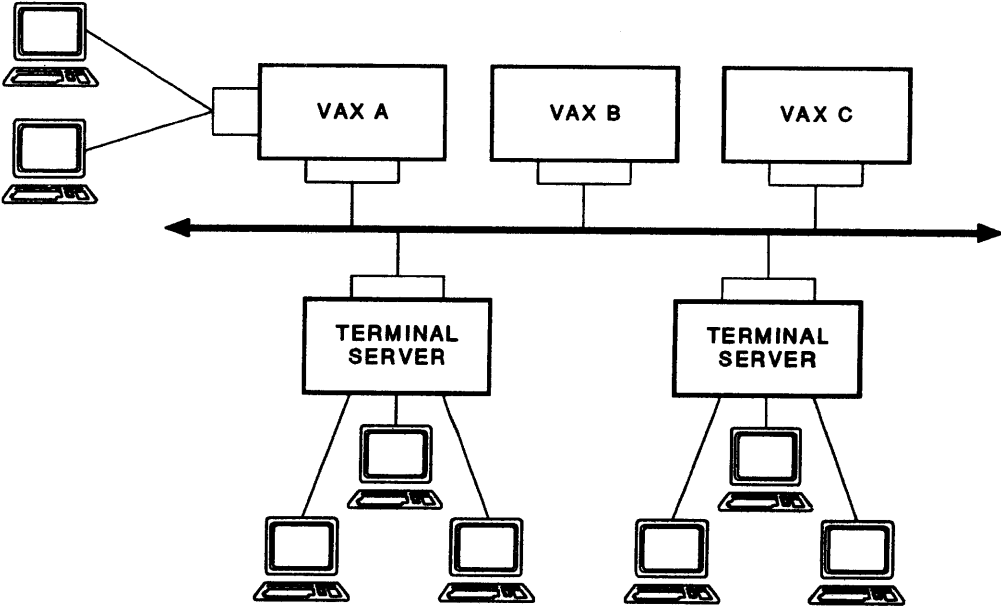 VAX A
VAX B
VAX C
TERMINAL
SERVER
TERMINAL
SERVER